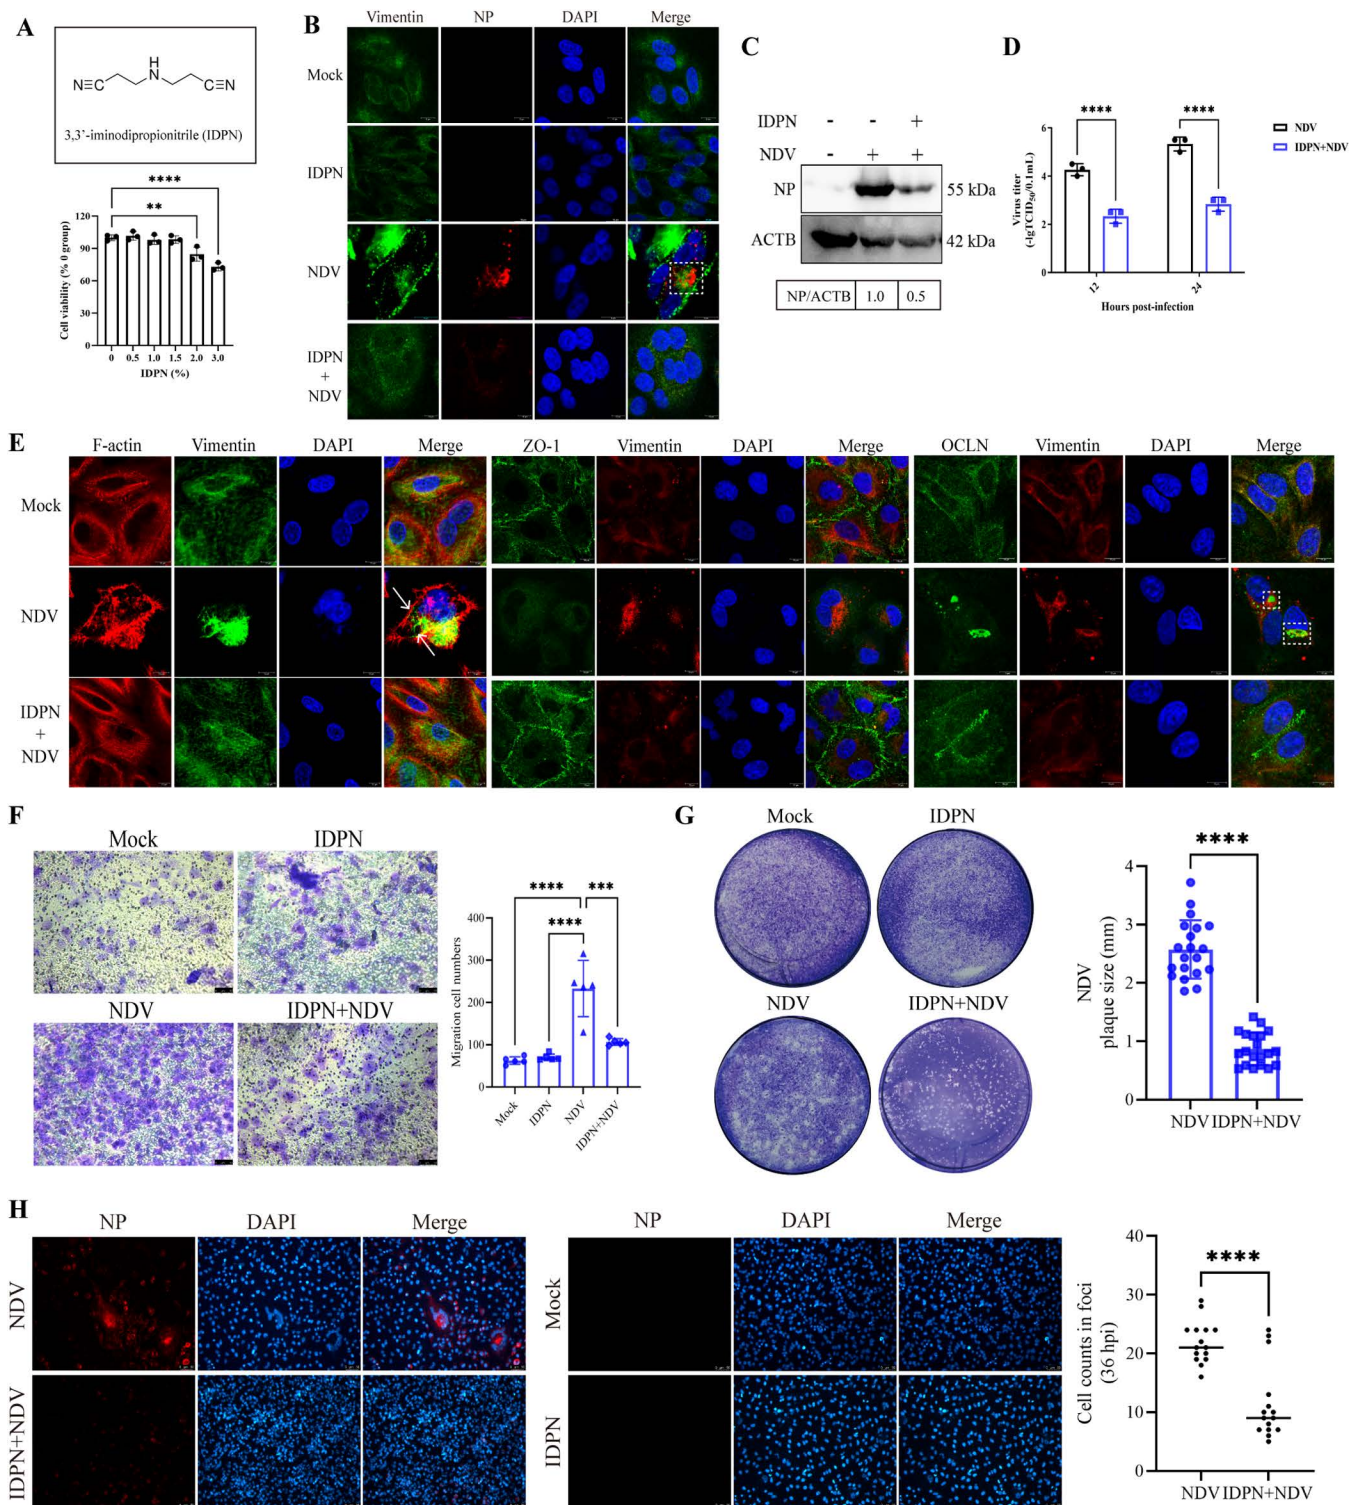 A
N≡C
H
N
C≡N
3,3'-iminodipropionitrile (IDPN)
**** 
**
Cell viability (% 0 group)
120
90
60
30
0
0 0.5 1.0 1.5 2.0 3.0
IDPN (%)
B
Vimentin NP DAPI Merge
Mock
IDPN
NDV
IDPN
+
NDV
C
IDPN - - +
NDV - + +
NP 55 kDa
ACTB 42 kDa
NP/ACTB 1.0 0.5
D
**** ****
Virus titer
(-lgTCID50/0.1mL)
6
4
2
0
12 24
Hours post-infection
NDV
IDPN+NDV
E
F-actin Vimentin DAPI Merge ZO-1 Vimentin DAPI Merge OCLN Vimentin DAPI Merge
Mock
NDV
IDPN
+
NDV
F
Mock IDPN
NDV IDPN+NDV
**** ***
****
Migration cell numbers
400
300
200
100
0
Mock IDPN NDV IDPN+NDV
G
Mock IDPN
NDV IDPN+NDV
****
NDV
plaque size (mm)
4
3
2
1
0
NDV IDPN+NDV
H
NP DAPI Merge
NDV
IDPN+NDV
NP DAPI Merge
Mock
IDPN
****
Cell counts in foci
(36 hpi)
40
30
20
10
0
NDV IDPN+NDV